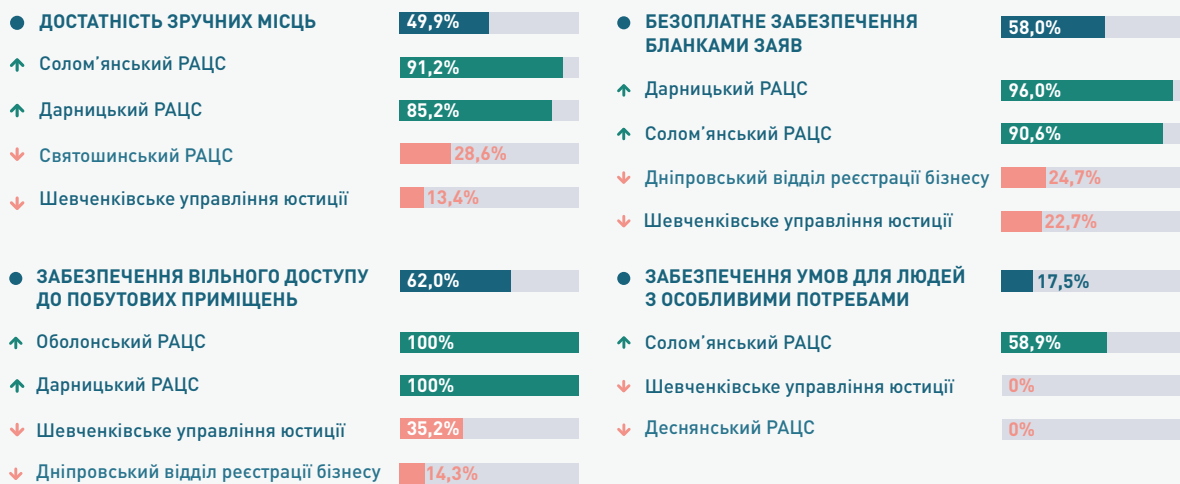 ДОСТАТНІСТЬ ЗРУЧНИХ МІСЦЬ 49,9%
Солом’янський РАЦС 91,2%
Дарницький РАЦС 85,2%
Святошинський РАЦС 28,6%
Шевченківське управління юстиції 13,4%
БЕЗОПЛАТНЕ ЗАБЕЗПЕЧЕННЯ
БЛАНКАМИ ЗАЯВ 58,0%
Дарницький РАЦС 96,0%
Солом’янський РАЦС 90,6%
Дніпровський відділ реєстрації бізнесу 24,7%
Шевченківське управління юстиції 22,7%
ЗАБЕЗПЕЧЕННЯ ВІЛЬНОГО ДОСТУПУ
ДО ПОБУТОВИХ ПРИМІЩЕНЬ 62,0%
Оболонський РАЦС 100%
Дарницький РАЦС 100%
Шевченківське управління юстиції 35,2%
Дніпровський відділ реєстрації бізнесу 14,3%
ЗАБЕЗПЕЧЕННЯ УМОВ ДЛЯ ЛЮДЕЙ
З ОСОБЛИВИМИ ПОТРЕБАМИ 17,5%
Солом’янський РАЦС 58,9%
Шевченківське управління юстиції 0%
Деснянський РАЦС 0%